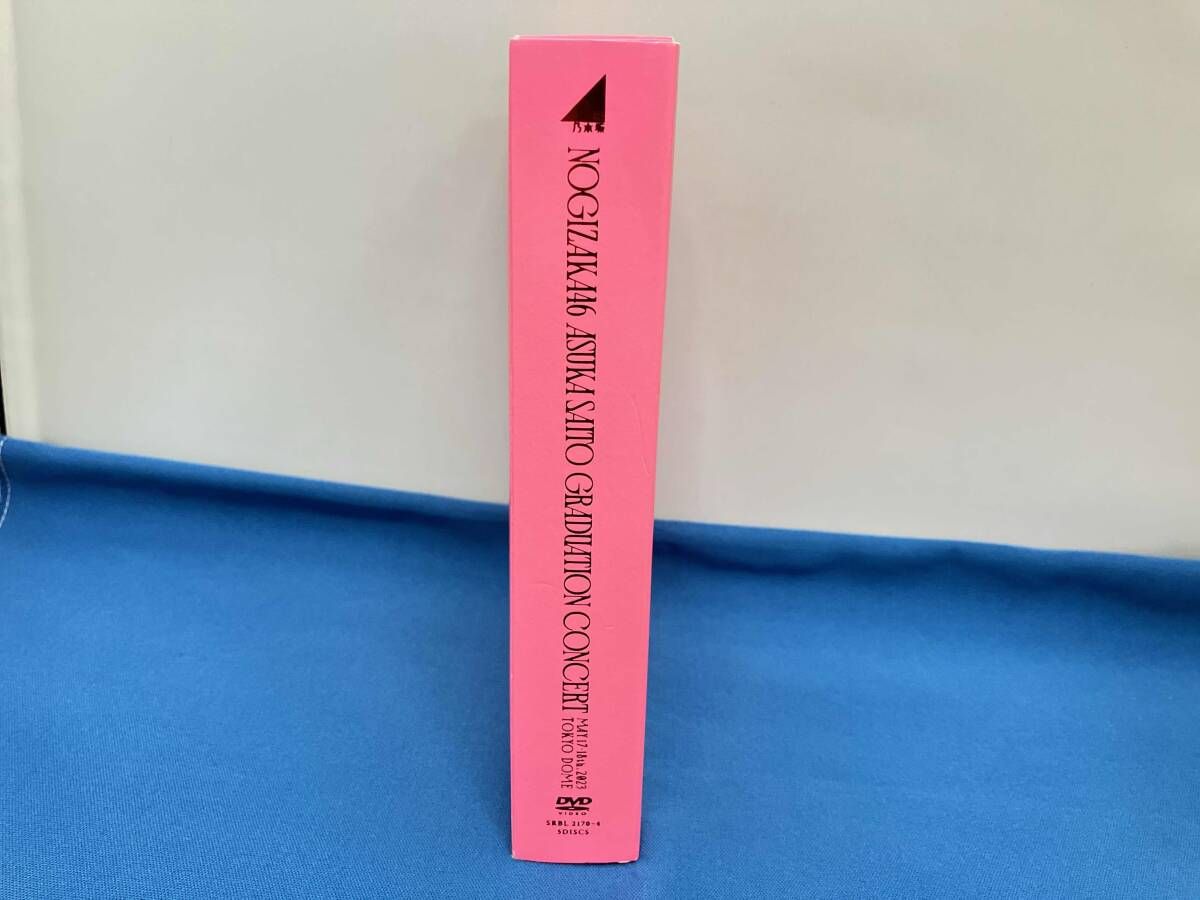 乃木坂
NOGIZAKA46 ASUKA SAITO GRADUATION CONCERT
MAY.17・18th.2023
TOKYO DOME
DVD
VIDEO
SRBL 2170-4
5DISCS